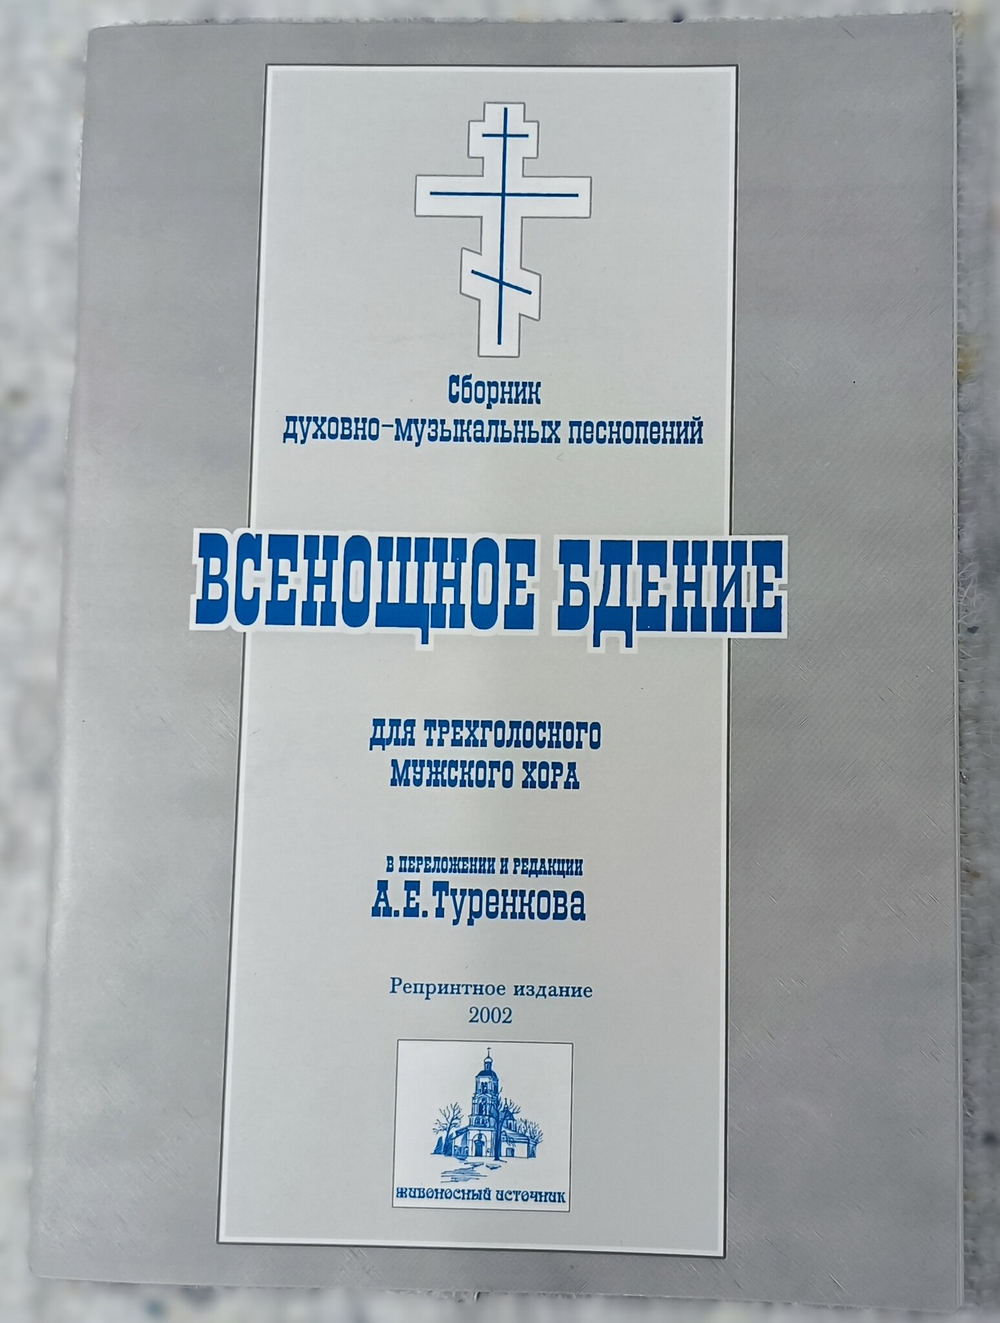 Сборник
духовно-музыкальных песнопений
ВСЕНОЩНОЕ БДЕНИЕ
ДЛЯ ТРЕХГОЛОСНОГО
МУЖСКОГО ХОРА
В ПЕРЕЛОЖЕНИИ И РЕДАКЦИИ
А.Е.Туренкова
Репринтное издание
2002
ЖИВОНОСНЫЙ ИСТОЧНИК